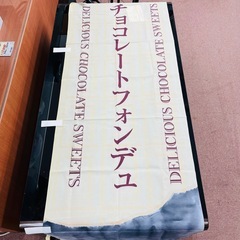 DELICIOUS CHOCOLATE SWEETS
チョコレートフォンデュ
DELICIOUS CHOCOLATE SWEETS